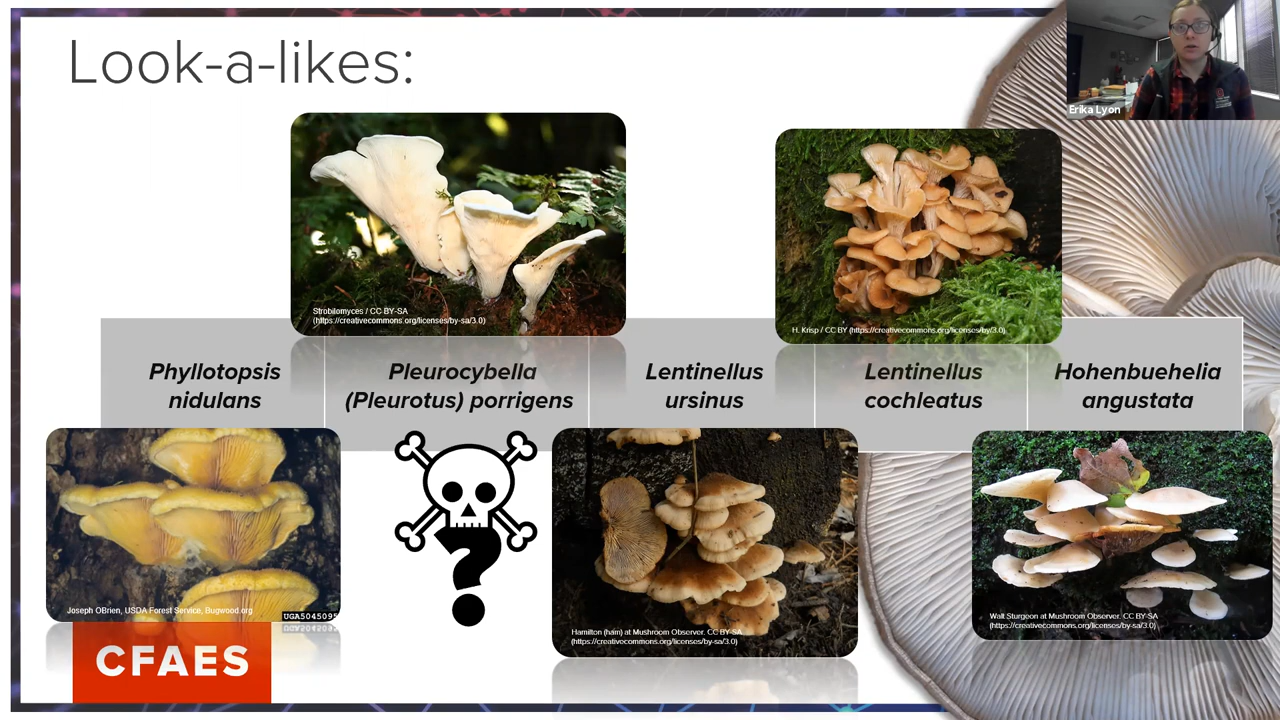 Look-a-likes:
Erika Lyon
Strobilomyces / CC BY-SA
(https://creativecommons.org/licenses/by-sa/3.0)
H. Krisp / CC BY (https://creativecommons.org/licenses/by/3.0)
Phyllotopsis
nidulans
Pleurocybella
(Pleurotus) porrigens
Lentinellus
ursinus
Lentinellus
cochleatus
Hohenbuehelia
angustata
Joseph OBrien, USDA Forest Service, Bugwood.org
UGA5045095
?
Hamilton (ham) at Mushroom Observer. CC BY-SA
(https://creativecommons.org/licenses/by-sa/3.0)
Walt Sturgeon at Mushroom Observer. CC BY-SA
(https://creativecommons.org/licenses/by-sa/3.0)
CFAES